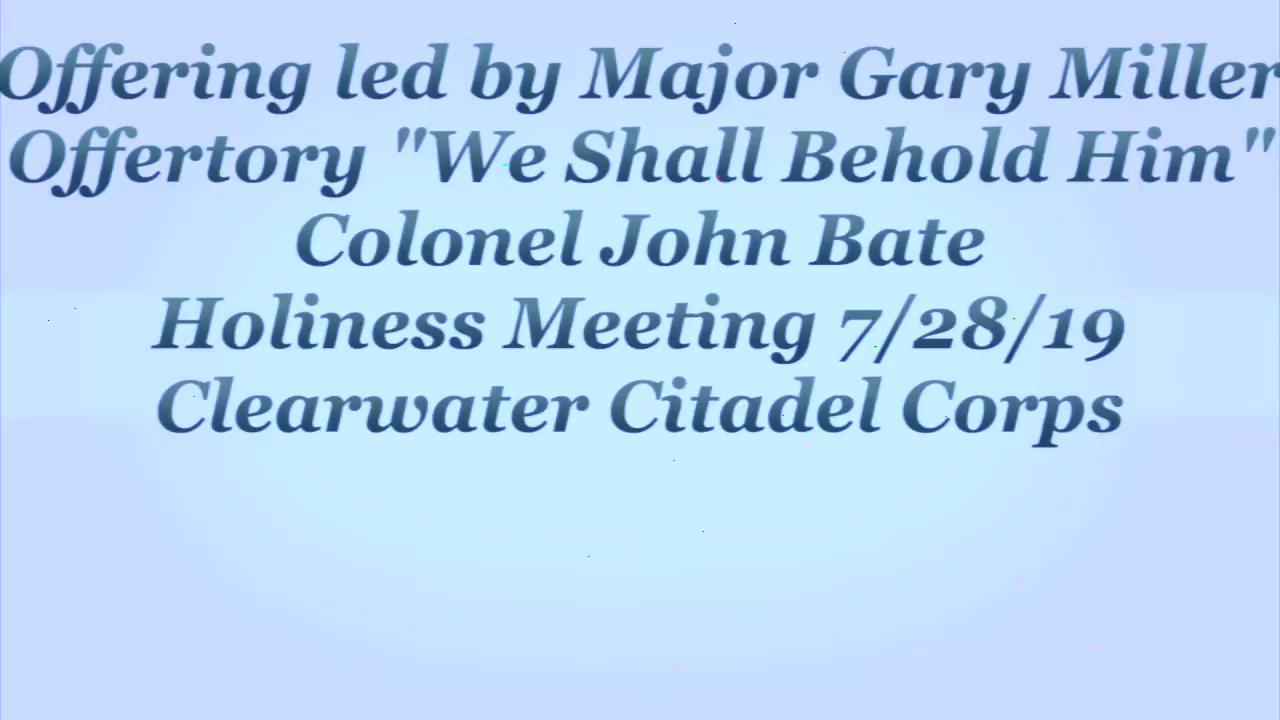 Offering led by Major Gary Miller
Offertory "We Shall Behold Him"
Colonel John Bate
Holiness Meeting 7/28/19
Clearwater Citadel Corps